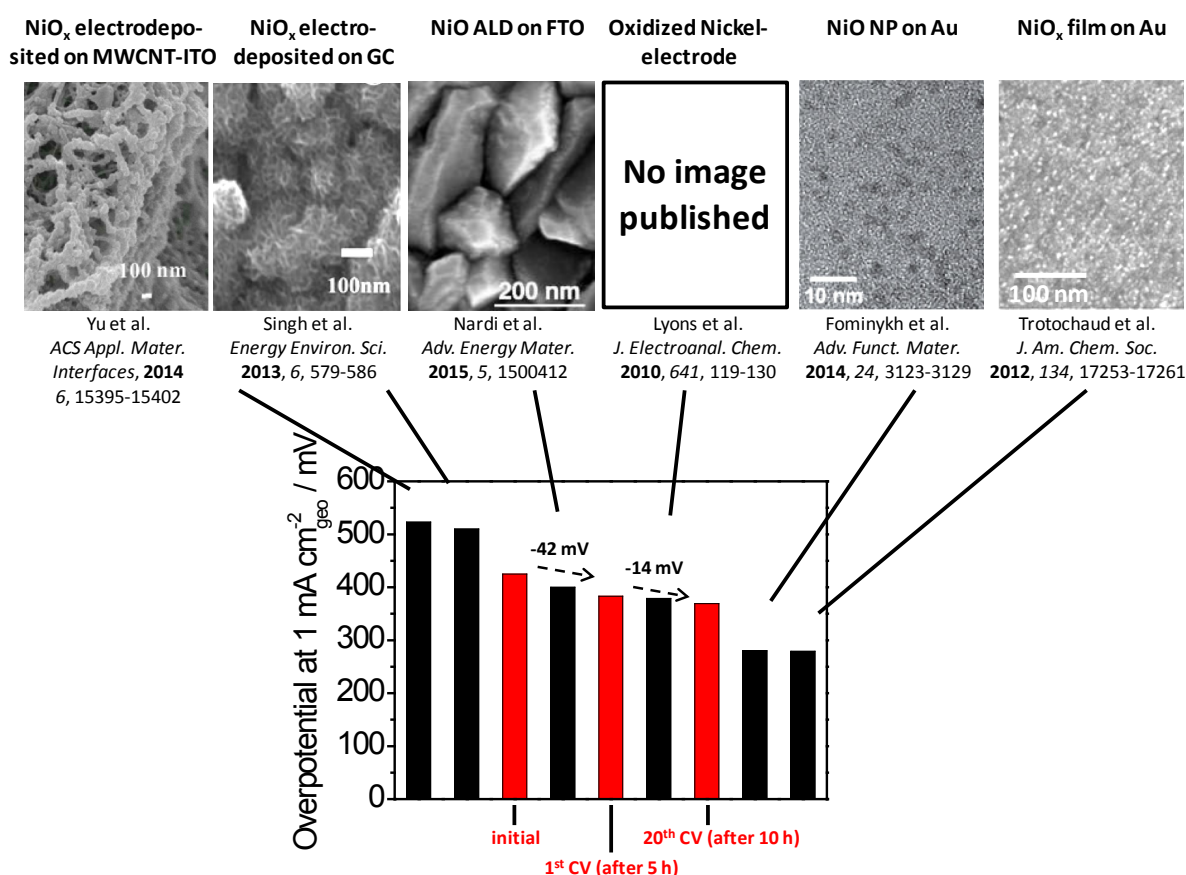 NiOx electrodepo-
sited on MWCNT-ITO
NiOx electro-
deposited on GC
NiO ALD on FTO
Oxidized Nickel-
electrode
NiO NP on Au
NiOx film on Au
100 nm
100nm
200 nm
No image
published
10 nm
100 nm
Yu et al.
ACS Appl. Mater.
Interfaces, 2014
6, 15395-15402
Singh et al.
Energy Environ. Sci.
2013, 6, 579-586
Nardi et al.
Adv. Energy Mater.
2015, 5, 1500412
Lyons et al.
J. Electroanal. Chem.
2010, 641, 119-130
Fominykh et al.
Adv. Funct. Mater.
2014, 24, 3123-3129
Trotochaud et al.
J. Am. Chem. Soc.
2012, 134, 17253-17261
Overpotential at 1 mA cm-2geo / mV
600
500
400
300
200
100
0
-42 mV
-14 mV
initial
20th CV (after 10 h)
1st CV (after 5 h)